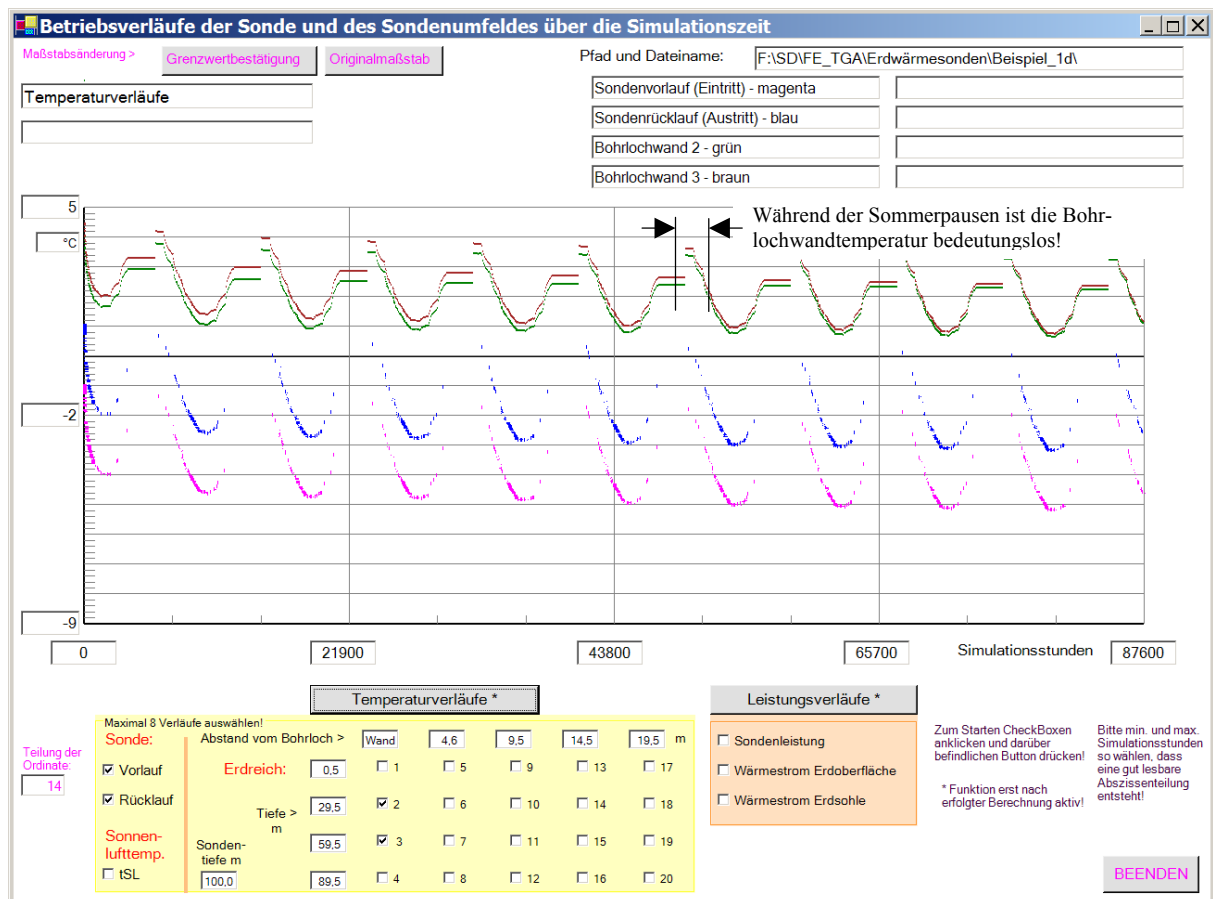 Betriebsverläufe der Sonde und des Sondenumfeldes über die Simulationszeit
Maßstabsänderung >
Grenzwertbestätigung
Originalmaßstab
Pfad und Dateiname:
F:\SD\FE_TGA\Erdwärmesonden\Beispiel_1d\
Temperaturverläufe
Sondenvorlauf (Eintritt) - magenta
Sondenrücklauf (Austritt) - blau
Bohrlochwand 2 - grün
Bohrlochwand 3 - braun
5
°C
Während der Sommerpausen ist die Bohr-
lochwandtemperatur bedeutungslos!
-2
-9
0
21900
43800
65700
Simulationsstunden
87600
Temperaturverläufe *
Leistungsverläufe *
Maximal 8 Verläufe auswählen!
Teilung der
Ordinate:
14
Sonde:
Abstand vom Bohrloch >
Wand
4,6
9,5
14,5
19,5
m
Vorlauf
Erdreich:
0,5
1
5
9
13
17
Rücklauf
Tiefe >
m
29,5
2
6
10
14
18
Sonnen-
lufttemp.
Sonden-
tiefe m
59,5
3
7
11
15
19
tSL
100,0
89,5
4
8
12
16
20
Sondenleistung
Wärmestrom Erdoberfläche
Wärmestrom Erdsohle
Zum Starten CheckBoxen
anklicken und darüber
befindlichen Button drücken!
* Funktion erst nach
erfolgter Berechnung aktiv!
Bitte min. und max.
Simulationsstunden
so wählen, dass
eine gut lesbare
Abszissenteilung
entsteht!
BEENDEN